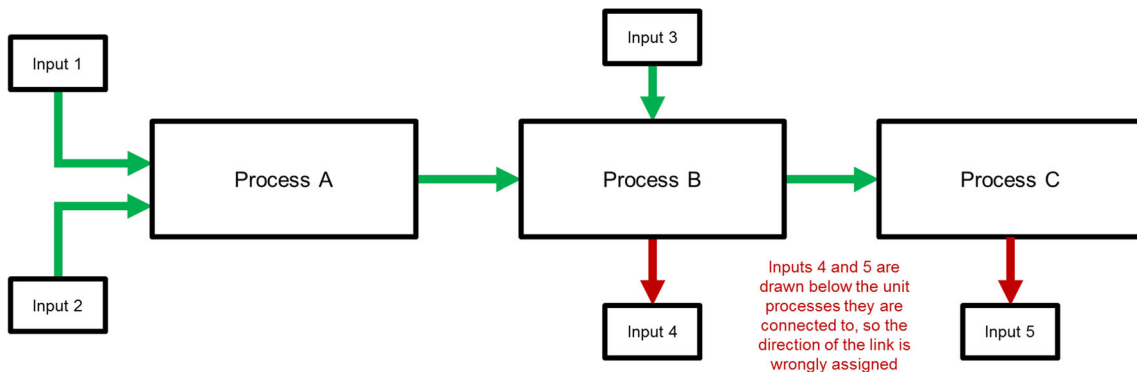 Input 1
Input 3
Process A
Process B
Process C
Input 2
Input 4
Inputs 4 and 5 are
drawn below the unit
processes they are
connected to, so the
direction of the link is
wrongly assigned
Input 5